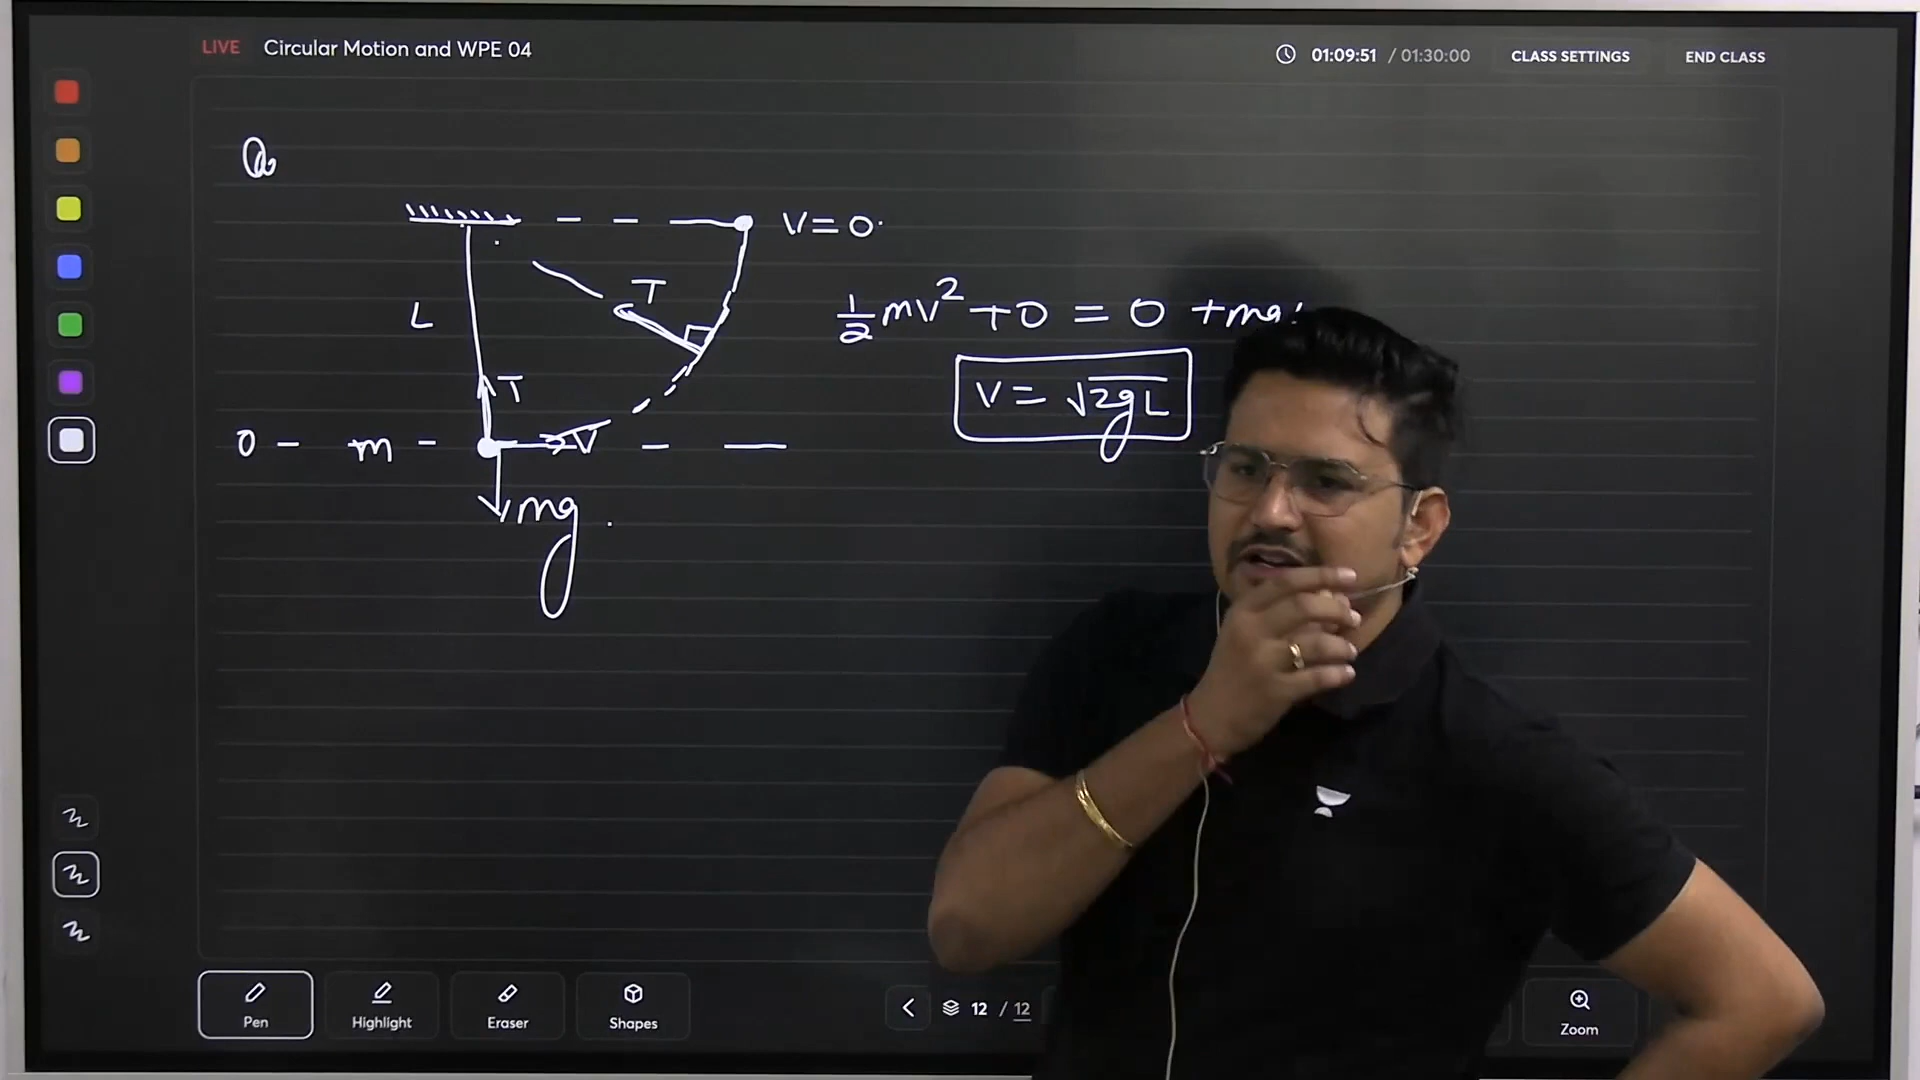 LIVE Circular Motion and WPE 04
01:09:51 / 01:30:00 CLASS SETTINGS END CLASS
Q
V=0
T
L
½mv²+0 = 0 +mg
V= √2gL
T
0 m V
mg
Pen Highlight Eraser Shapes 12 / 12 Zoom